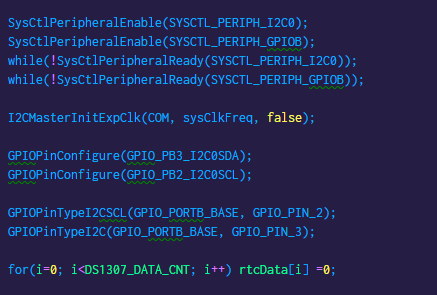 SysCtlPeripheralEnable(SYSCTL_PERIPH_I2C0);
SysCtlPeripheralEnable(SYSCTL_PERIPH_GPIOB);
while(!SysCtlPeripheralReady(SYSCTL_PERIPH_I2C0));
while(!SysCtlPeripheralReady(SYSCTL_PERIPH_GPIOB));
I2CMasterInitExpClk(COM, sysClkFreq, false);
GPIOPinConfigure(GPIO_PB3_I2C0SDA);
GPIOPinConfigure(GPIO_PB2_I2C0SCL);
GPIOPinTypeI2CSCL(GPIO_PORTB_BASE, GPIO_PIN_2);
GPIOPinTypeI2C(GPIO_PORTB_BASE, GPIO_PIN_3);
for(i=0; i<DS1307_DATA_CNT; i++) rtcData[i] =0;